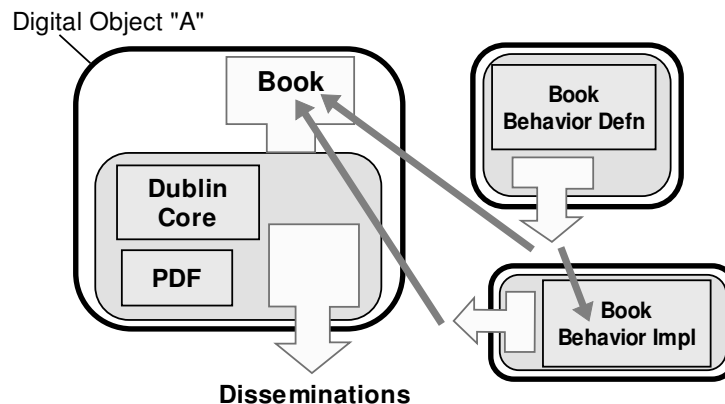 Digital Object "A"
Book
Book
Behavior Defn
Dublin
Core
PDF
Book
Behavior Impl
Disseminations